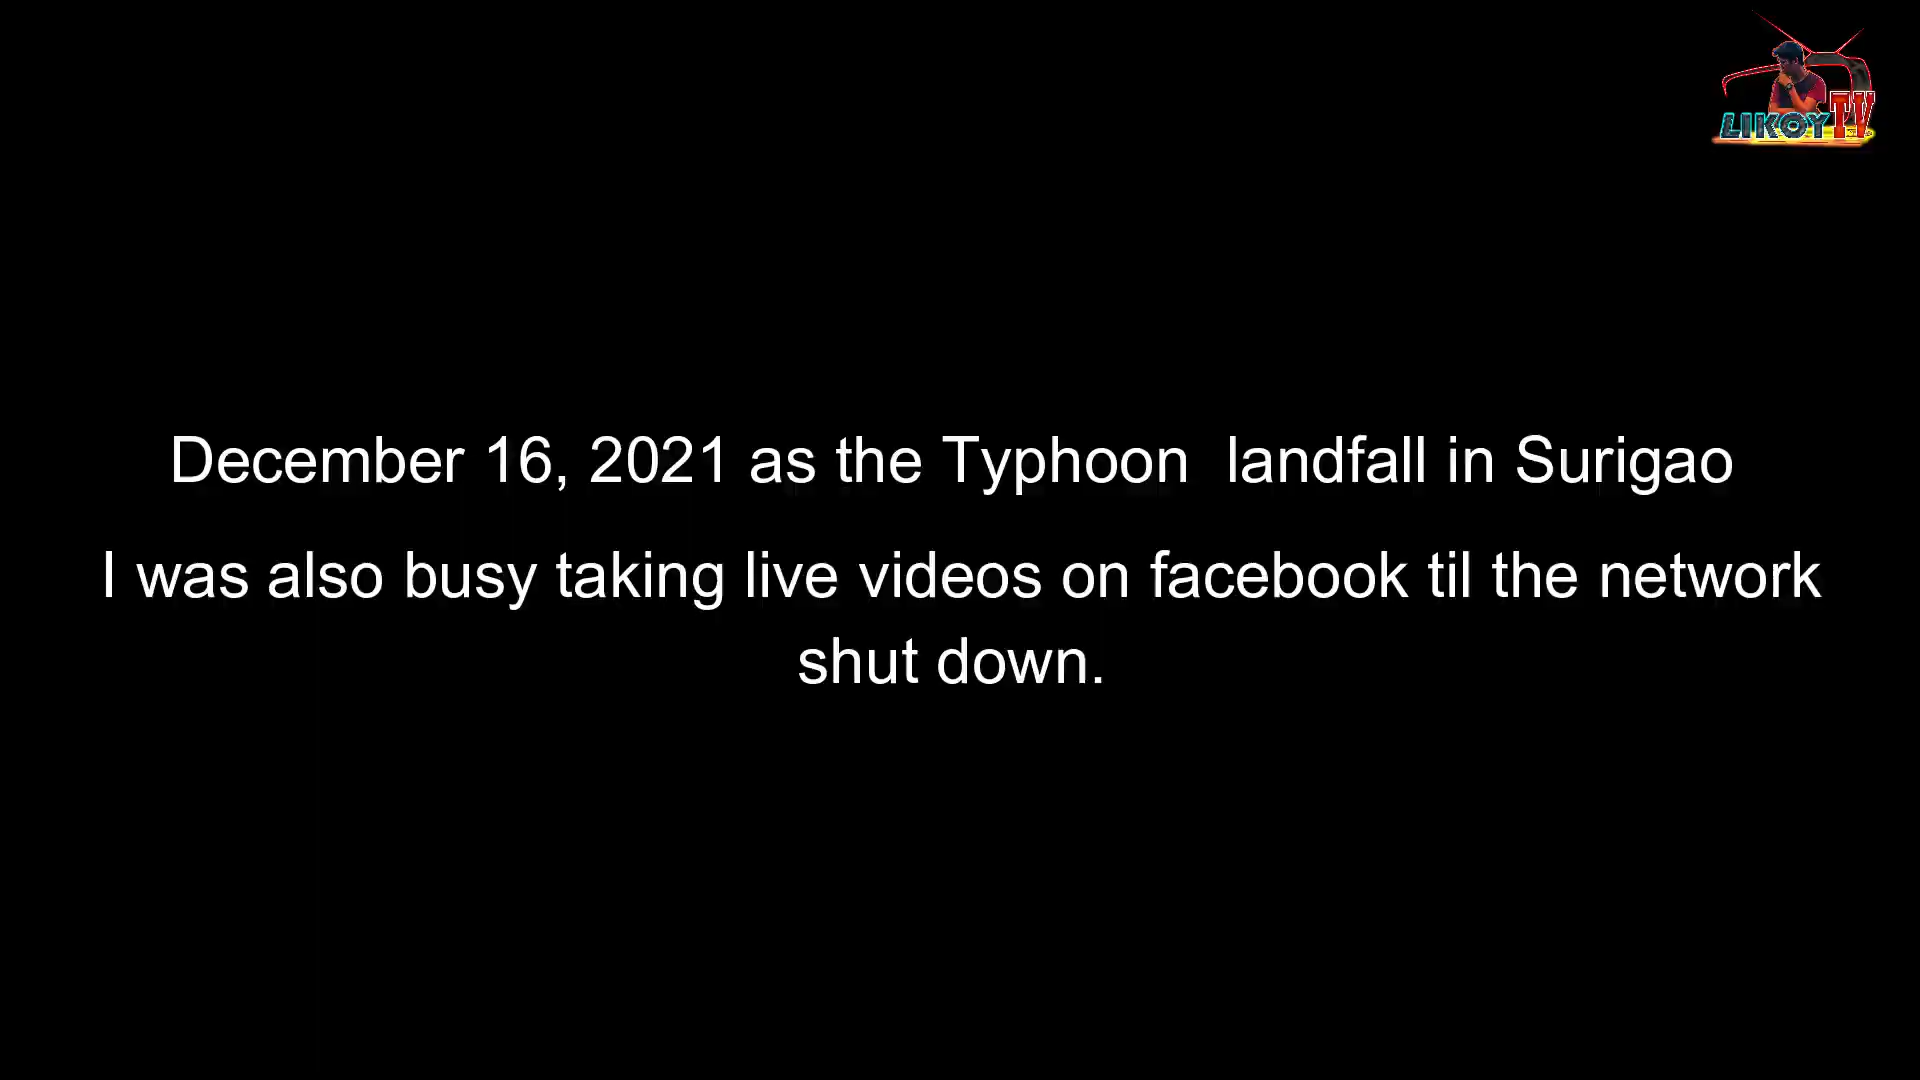 LIKOY TV
December 16, 2021 as the Typhoon  landfall in Surigao
I was also busy taking live videos on facebook til the network
shut down.